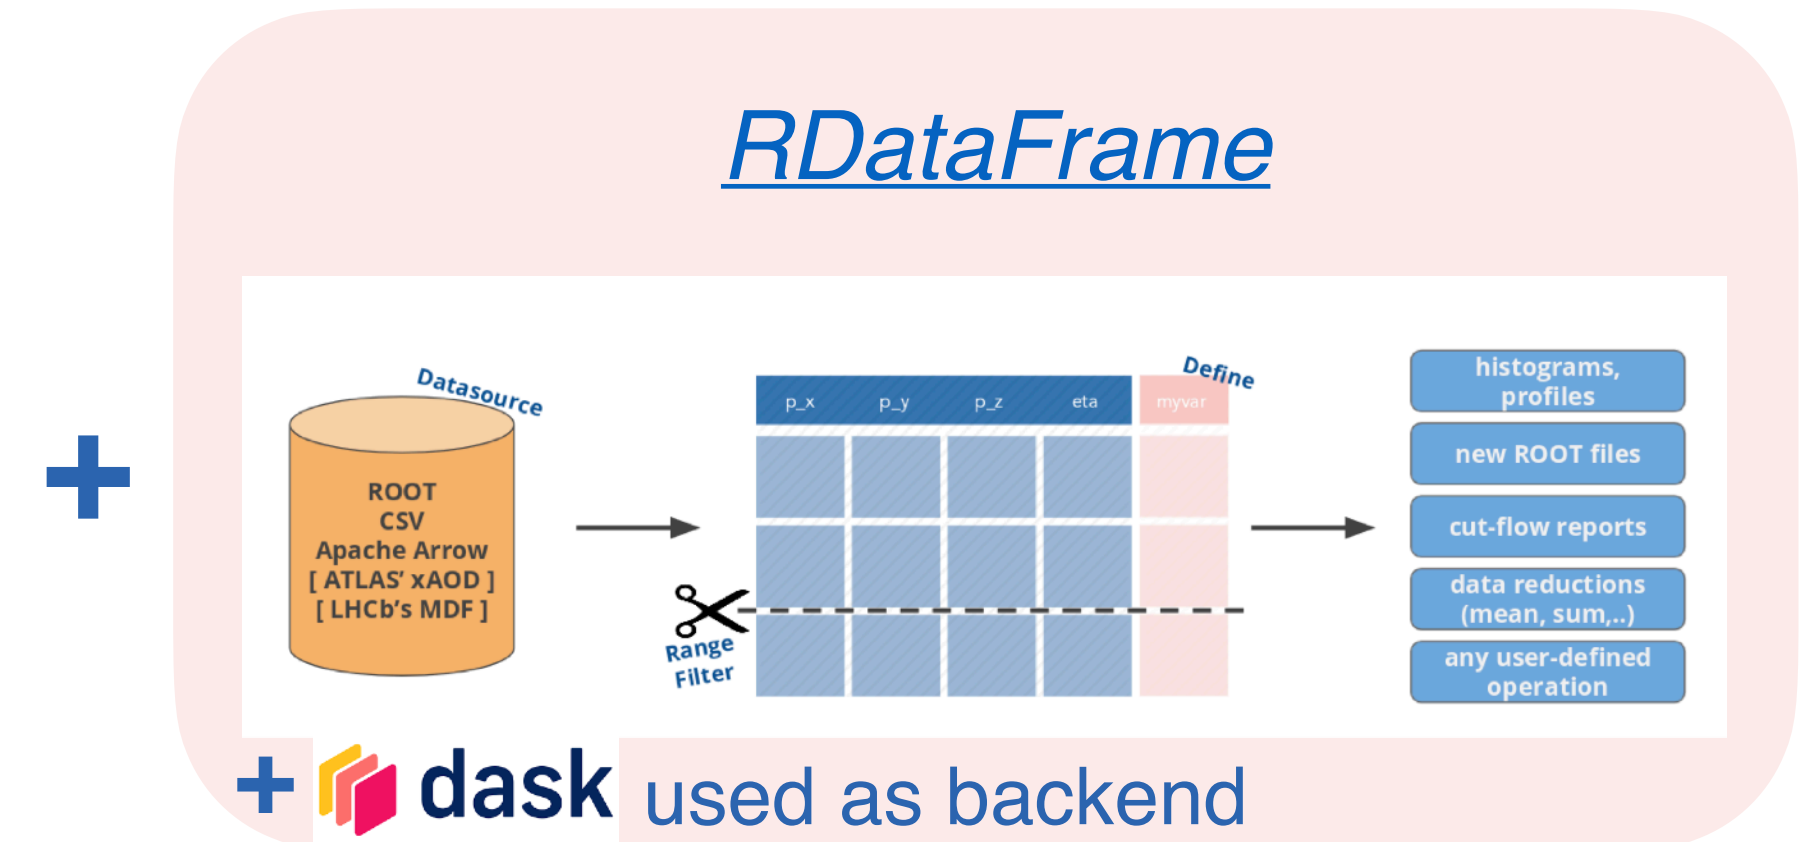 RDataFrame
Datasource
ROOT
CSV
Apache Arrow
[ ATLAS’ xAOD ]
[ LHCb’s MDF ]
Define
p_x p_y p_z eta myvar
Range
Filter
histograms,
profiles
new ROOT files
cut-flow reports
data reductions
(mean, sum,..)
any user-defined
operation
+
+ dask used as backend